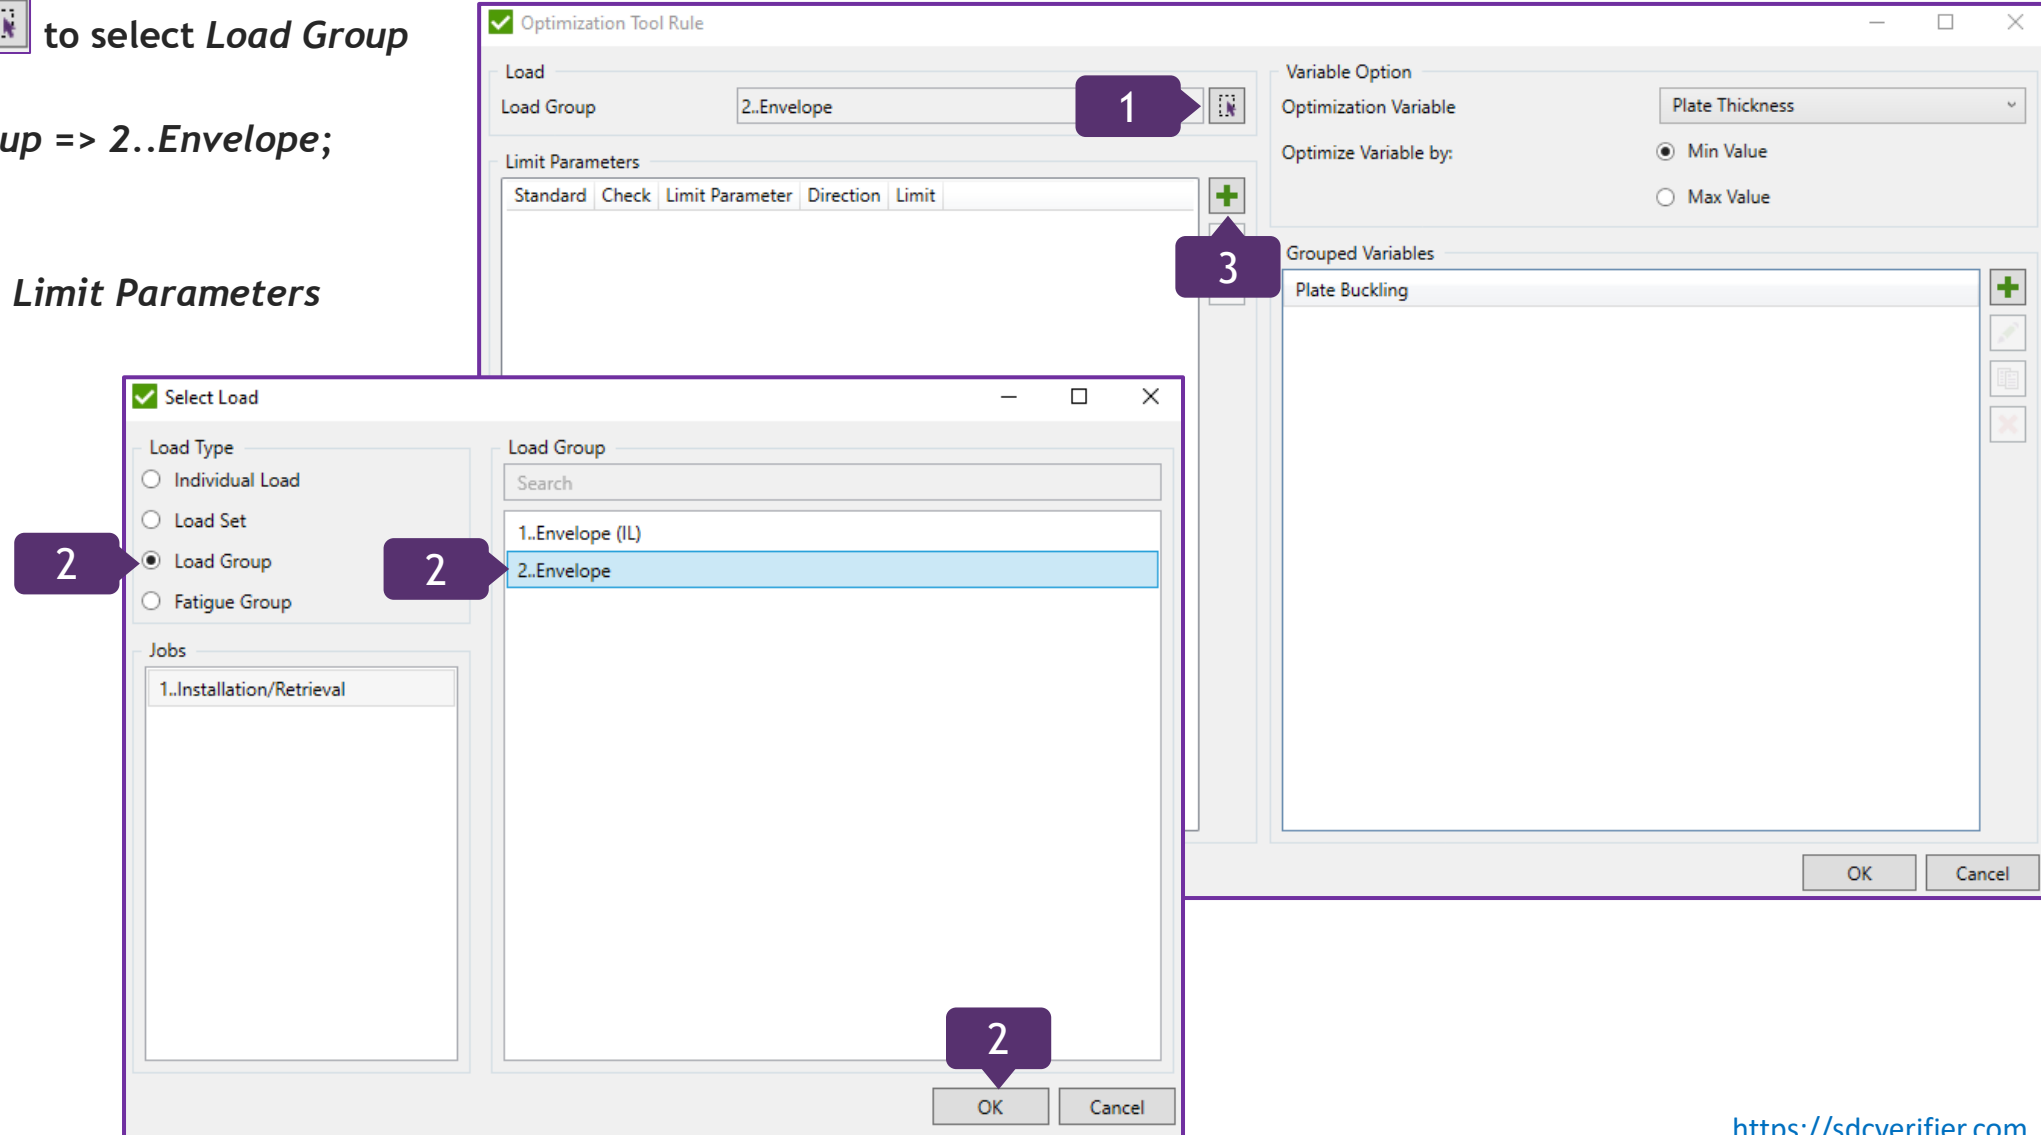 to select Load Group
up => 2..Envelope;
Limit Parameters
Optimization Tool Rule
Load
Load Group
2..Envelope
1
Limit Parameters
Standard Check Limit Parameter Direction Limit
3
Variable Option
Optimization Variable
Plate Thickness
Optimize Variable by:
Min Value
Max Value
Grouped Variables
Plate Buckling
OK
Cancel
Select Load
Load Type
Individual Load
Load Set
2
Load Group
Fatigue Group
Jobs
1..Installation/Retrieval
Load Group
Search
1..Envelope (IL)
2
2..Envelope
2
OK
Cancel
https://sdcverifier.com